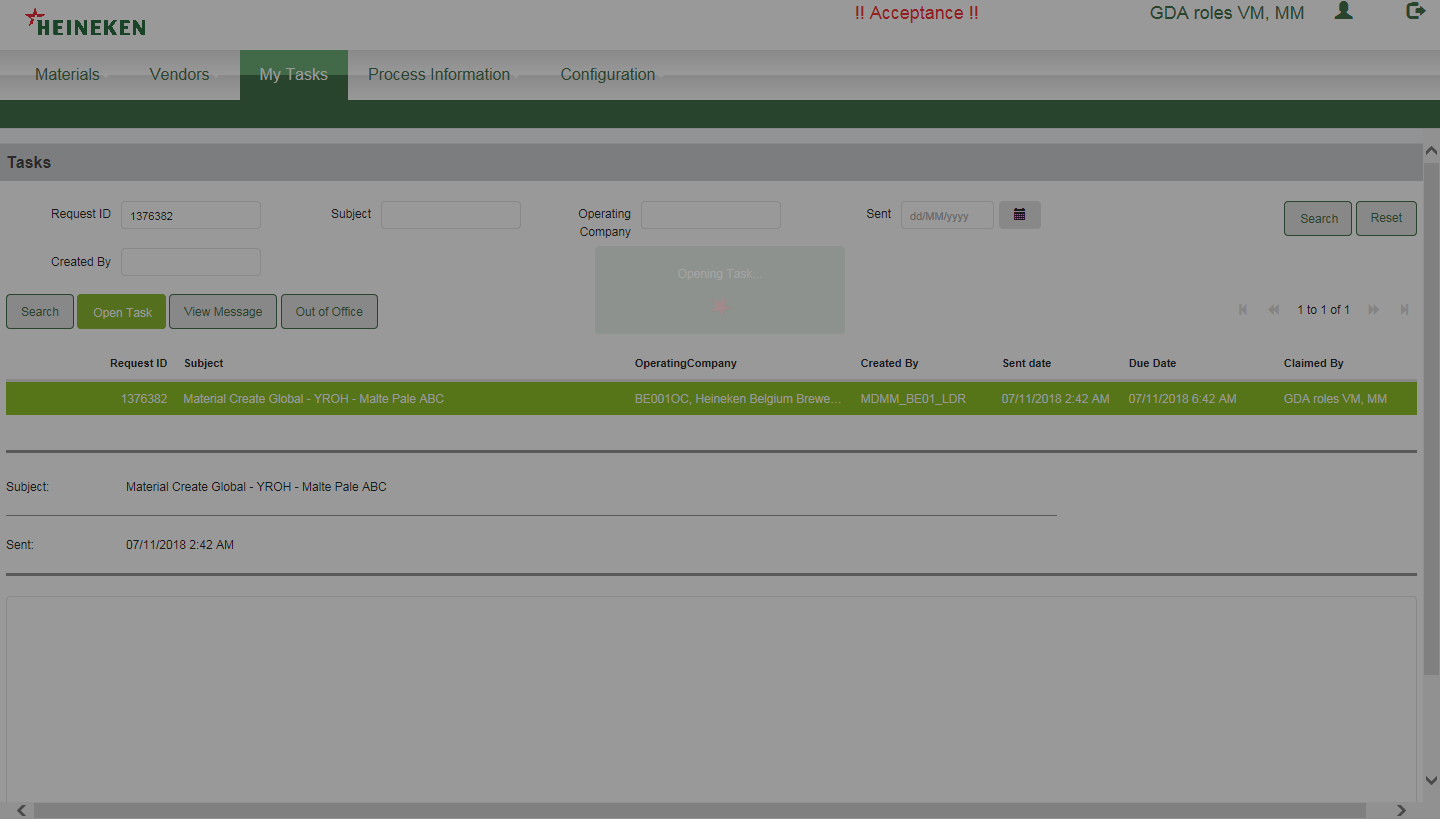 HEINEKEN !! Acceptance !! GDA roles VM, MM
Materials Vendors My Tasks Process Information Configuration
Tasks
Request ID 1376382 Subject Operating Company Sent dd/MM/yyyy Search Reset
Created By
Opening Task...
Search Open Task View Message Out of Office 1 to 1 of 1
Request ID Subject OperatingCompany Created By Sent date Due Date Claimed By
1376382 Material Create Global - YROH - Malte Pale ABC BE001OC, Heineken Belgium Brewe... MDMM_BE01_LDR 07/11/2018 2:42 AM 07/11/2018 6:42 AM GDA roles VM, MM
Subject: Material Create Global - YROH - Malte Pale ABC
Sent: 07/11/2018 2:42 AM